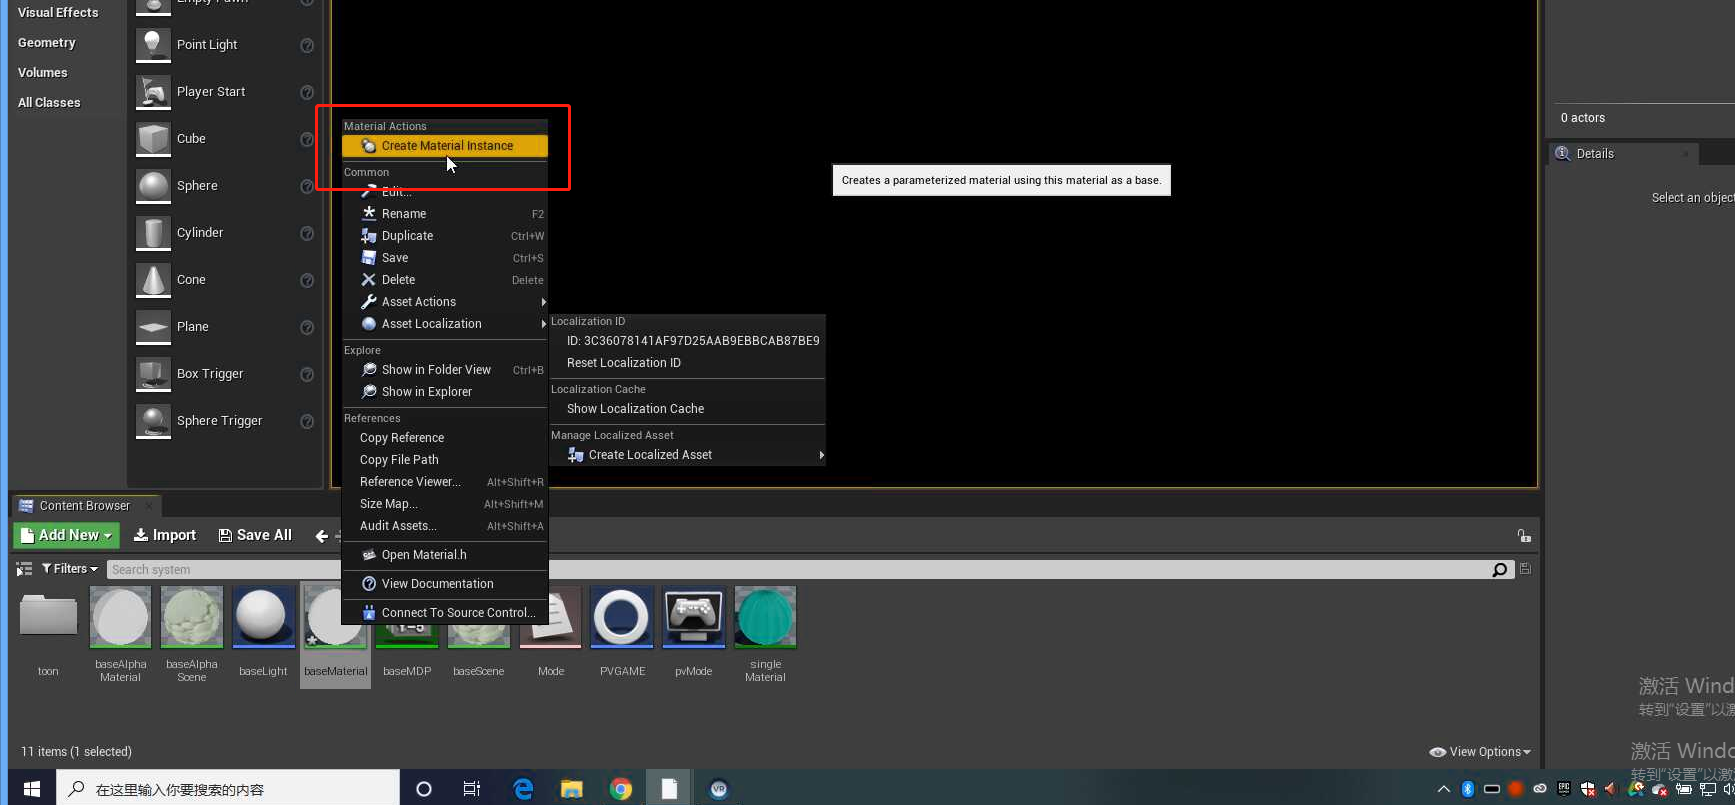 Visual Effects
Geometry
Volumes
All Classes
Empty Pawn
Point Light
Player Start
Cube
Sphere
Cylinder
Cone
Plane
Box Trigger
Sphere Trigger
Material Actions
Create Material Instance
Common
Edit...
Rename F2
Duplicate Ctrl+W
Save Ctrl+S
Delete Delete
Asset Actions
Asset Localization
Explore
Show in Folder View Ctrl+B
Show in Explorer
References
Copy Reference
Copy File Path
Reference Viewer... Alt+Shift+R
Size Map... Alt+Shift+M
Audit Assets... Alt+Shift+A
Open Material.h
View Documentation
Connect To Source Control...
Localization ID
ID: 3C36078141AF97D25AAB9EBBCAB87BE9
Reset Localization ID
Localization Cache
Show Localization Cache
Manage Localized Asset
Create Localized Asset
Creates a parameterized material using this material as a base.
0 actors
Details
Select an object
Content Browser
Add New
Import
Save All
Filters
Search system
toon
baseAlpha
Material
baseAlpha
Scene
baseLight
baseMaterial
baseMDP
baseScene
Mode
PVGAME
pvMode
single
Material
11 items (1 selected)
View Options
激活 Wind
转到"设置"以激
激活 Windo
转到"设置"以激
在这里输入你要搜索的内容
VR
EPIC